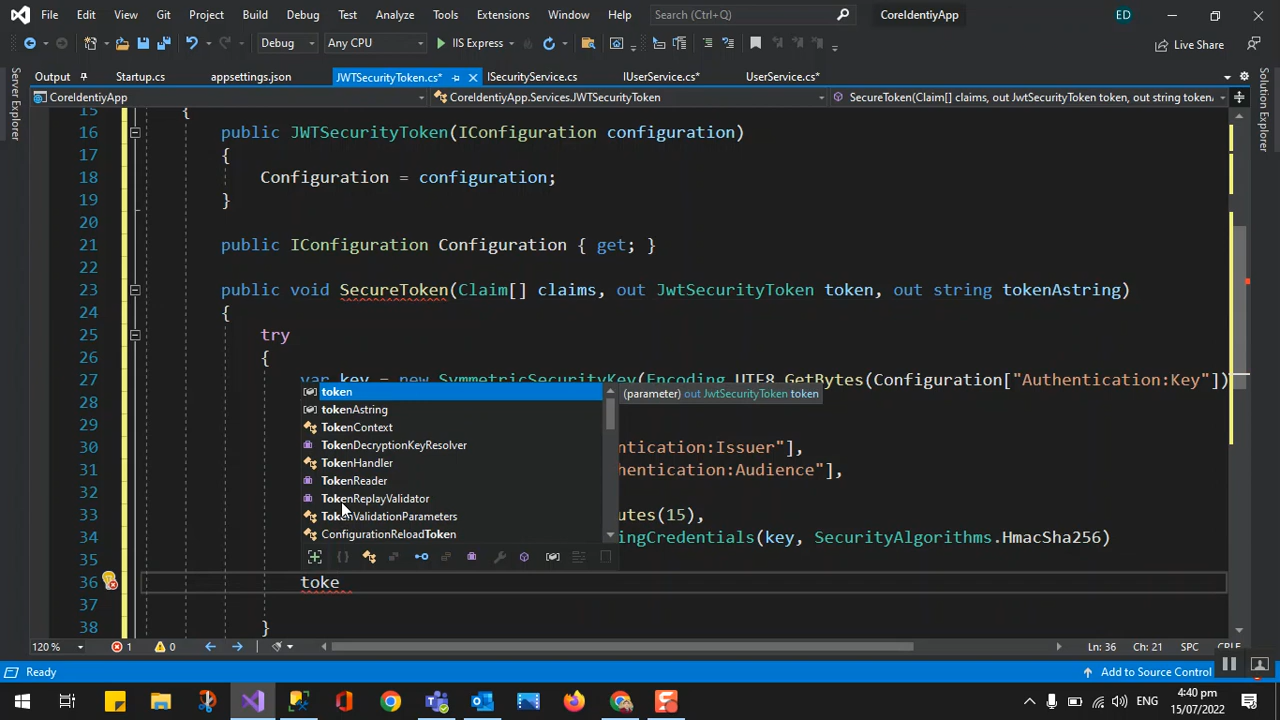 File Edit View Git Project Build Debug Test Analyze Tools Extensions Window Help Search (Ctrl+Q) CoreIdentiyApp ED
Debug Any CPU IIS Express Live Share
Output Startup.cs appsettings.json JWTSecurityToken.cs* ISecurityService.cs IUserService.cs* UserService.cs*
CoreIdentiyApp CoreIdentiyApp.Services.JWTSecurityToken SecureToken(Claim[] claims, out JwtSecurityToken token, out string token
Server Explorer
Solution Explorer
15 {
16 public JWTSecurityToken(IConfiguration configuration)
17 {
18 Configuration = configuration;
19 }
20
21 public IConfiguration Configuration { get; }
22
23 public void SecureToken(Claim[] claims, out JwtSecurityToken token, out string tokenAstring)
24 {
25 try
26 {
27 var key = new SymmetricSecurityKey(Encoding.UTF8.GetBytes(Configuration["Authentication:Key"])
token (parameter) out JwtSecurityToken token
28
tokenAstring
29
TokenContext
30 entication:Issuer"],
TokenDecryptionKeyResolver
31 hentication:Audience"],
TokenHandler
32
TokenReader
TokenReplayValidator
33 utes(15),
TokenValidationParameters
34 ingCredentials(key, SecurityAlgorithms.HmacSha256)
ConfigurationReloadToken
35
36 toke
37
38 }
120 % 1 0 Ln: 36 Ch: 21 SPC CRLF
Ready Add to Source Control
ENG 4:40 pm
15/07/2022